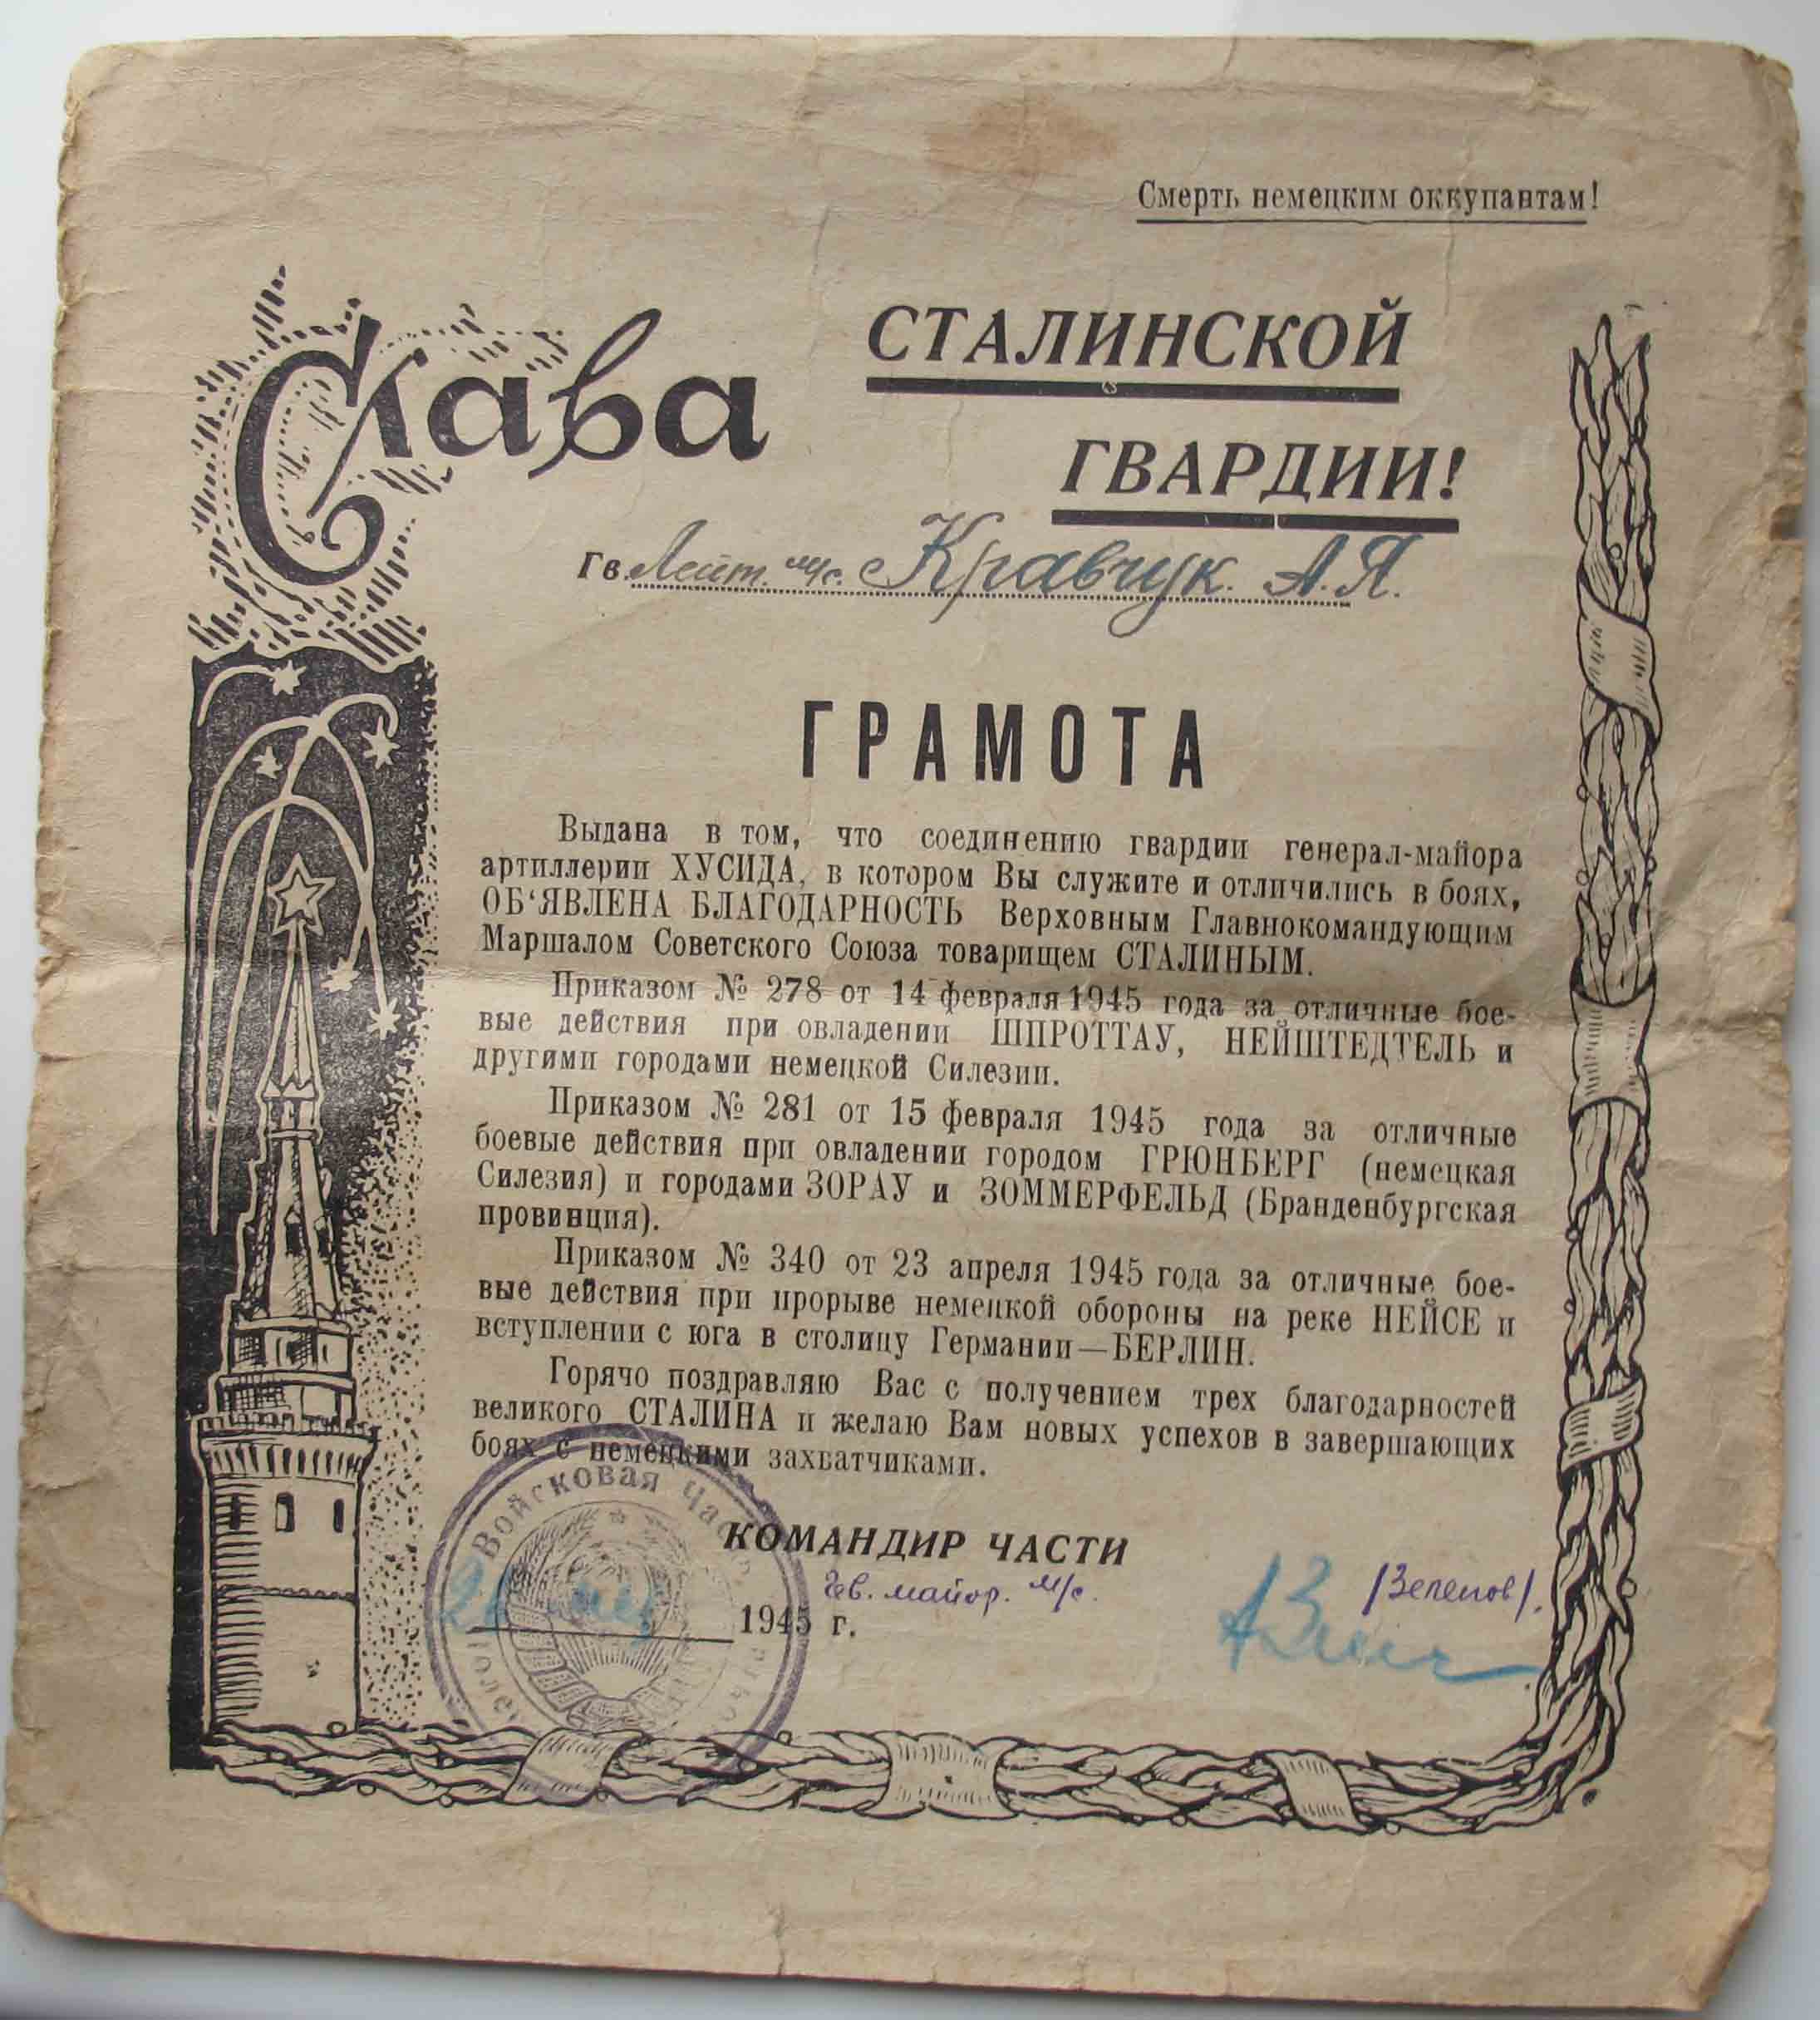 Смерть немецким оккупантам!
Слава СТАЛИНСКОЙ
ГВАРДИИ!
Гв. Лейт. м/с. Кравчук. А. Я.
ГРАМОТА
Выдана в том, что соединению гвардии генерал-майора
артиллерии ХУСИДА, в котором Вы служите и отличились в боях,
ОБ‘ЯВЛЕНА БЛАГОДАРНОСТЬ Верховным Главнокомандующим
Маршалом Советского Союза товарищем СТАЛИНЫМ.
Приказом № 278 от 14 февраля 1945 года за отличные бое-
вые действия при овладении ШПРОТТАУ, НЕЙШТЕДТЕЛЬ и
другими городами немецкой Силезии.
Приказом № 281 от 15 февраля 1945 года за отличные
боевые действия при овладении городом ГРЮНБЕРГ (немецкая
Силезия) и городами ЗОРАУ и ЗОММЕРФЕЛЬД (Бранденбургская
провинция).
Приказом № 340 от 23 апреля 1945 года за отличные бое-
вые действия при прорыве немецкой обороны на реке НЕЙСЕ и
вступлении с юга в столицу Германии—БЕРЛИН.
Горячо поздравляю Вас с получением трех благодарностей
великого СТАЛИНА и желаю Вам новых успехов в завершающих
боях с немецкими захватчиками.
Войсковая часть
КОМАНДИР ЧАСТИ
Гв. майор. м/с.
1945 г.